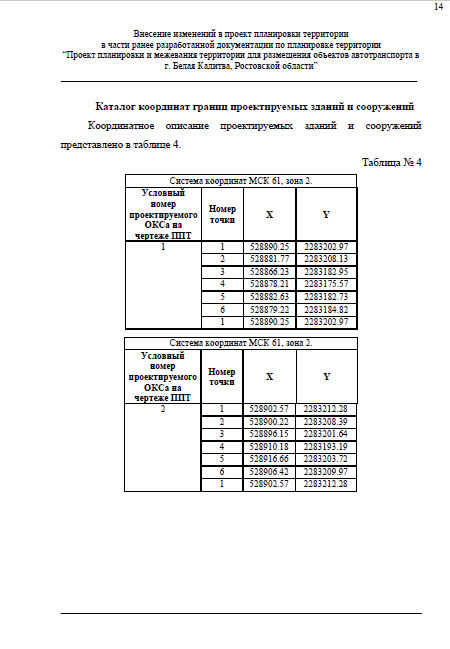 14
Внесение изменений в проект планировки территории
в части ранее разработанной документации по планировке территории
“Проект планировки и межевания территории для размещения объектов автотранспорта в
г. Белая Калитва, Ростовской области”
Каталог координат границ проектируемых зданий и сооружений
Координатное описание проектируемых зданий и сооружений
представлено в таблице 4.
Таблица № 4
Система координат МСК 61, зона 2.
Условный номер проектируемого ОКСа на чертеже ППТ Номер точки X Y
1 1 528890.25 2283202.97
2 528881.77 2283208.13
3 528866.23 2283182.95
4 528878.21 2283175.57
5 528882.63 2283182.73
6 528879.22 2283184.82
1 528890.25 2283202.97
Система координат МСК 61, зона 2.
Условный номер проектируемого ОКСа на чертеже ППТ Номер точки X Y
2 1 528902.57 2283212.28
2 528900.22 2283208.39
3 528896.15 2283201.64
4 528910.18 2283193.19
5 528916.66 2283203.72
6 528906.42 2283209.97
1 528902.57 2283212.28